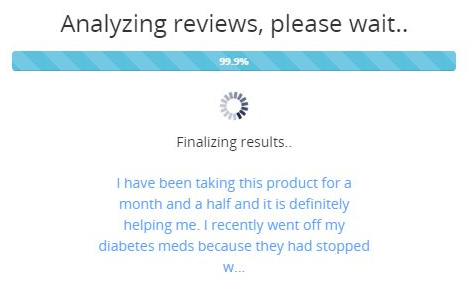 Analyzing reviews, please wait..
99.9%
Finalizing results..
I have been taking this product for a
month and a half and it is definitely
helping me. I recently went off my
diabetes meds because they had stopped
w...